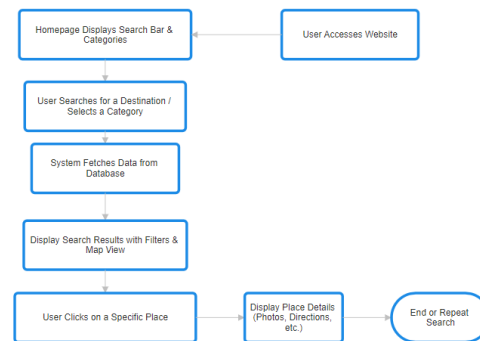 Homepage Displays Search Bar &
Categories
User Accesses Website
User Searches for a Destination /
Selects a Category
System Fetches Data from
Database
Display Search Results with Filters &
Map View
User Clicks on a Specific Place
Display Place Details
(Photos, Directions,
etc.)
End or Repeat
Search